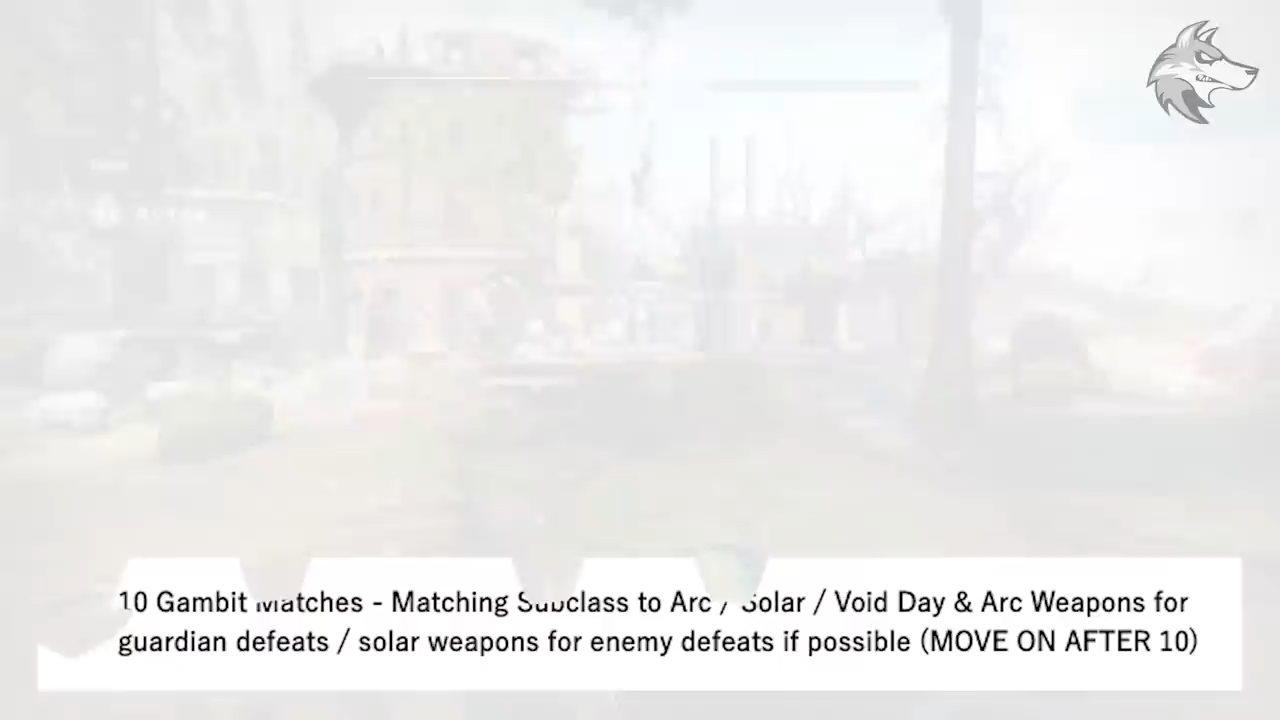 10 Gambit Matches - Matching Subclass to Arc / Solar / Void Day & Arc Weapons for
guardian defeats / solar weapons for enemy defeats if possible (MOVE ON AFTER 10)